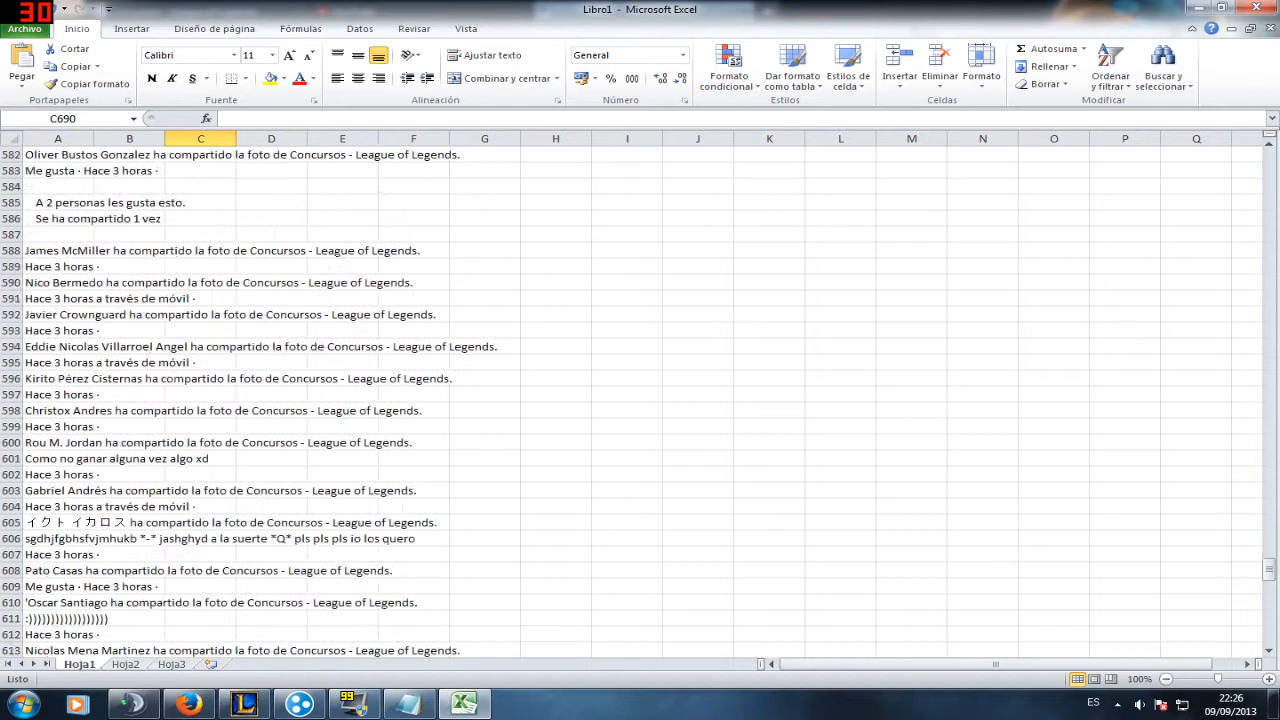 30
Libro1 - Microsoft Excel
Archivo Inicio Insertar Diseño de página Fórmulas Datos Revisar Vista
Pegar
Cortar
Copiar
Copiar formato
Portapapeles
Calibri 11
N K S
Fuente
Ajustar texto
Combinar y centrar
Alineación
General
% 000
Número
Formato condicional
Dar formato como tabla
Estilos de celda
Estilos
Insertar Eliminar Formato
Celdas
Autosuma
Rellenar
Borrar
Ordenar y filtrar
Buscar y seleccionar
Modificar
C690 fx
A B C D E F G H I J K L M N O P Q
582 Oliver Bustos Gonzalez ha compartido la foto de Concursos - League of Legends.
583 Me gusta · Hace 3 horas ·
584
585 A 2 personas les gusta esto.
586 Se ha compartido 1 vez
587
588 James McMiller ha compartido la foto de Concursos - League of Legends.
589 Hace 3 horas ·
590 Nico Bermedo ha compartido la foto de Concursos - League of Legends.
591 Hace 3 horas a través de móvil ·
592 Javier Crownguard ha compartido la foto de Concursos - League of Legends.
593 Hace 3 horas ·
594 Eddie Nicolas Villarroel Angel ha compartido la foto de Concursos - League of Legends.
595 Hace 3 horas a través de móvil ·
596 Kirito Pérez Cisternas ha compartido la foto de Concursos - League of Legends.
597 Hace 3 horas ·
598 Christox Andres ha compartido la foto de Concursos - League of Legends.
599 Hace 3 horas ·
600 Rou M. Jordan ha compartido la foto de Concursos - League of Legends.
601 Como no ganar alguna vez algo xd
602 Hace 3 horas ·
603 Gabriel Andrés ha compartido la foto de Concursos - League of Legends.
604 Hace 3 horas a través de móvil ·
605 イクト イカロス ha compartido la foto de Concursos - League of Legends.
606 sgdhjfgbhsfvjmhukb *-* jashghyd a la suerte *Q* pls pls pls io los quero
607 Hace 3 horas ·
608 Pato Casas ha compartido la foto de Concursos - League of Legends.
609 Me gusta · Hace 3 horas ·
610 'Oscar Santiago ha compartido la foto de Concursos - League of Legends.
611 :))))))))))))))))))
612 Hace 3 horas ·
613 Nicolas Mena Martinez ha compartido la foto de Concursos - League of Legends.
Hoja1 Hoja2 Hoja3
Listo 100%
99
ES 22:26
09/09/2013